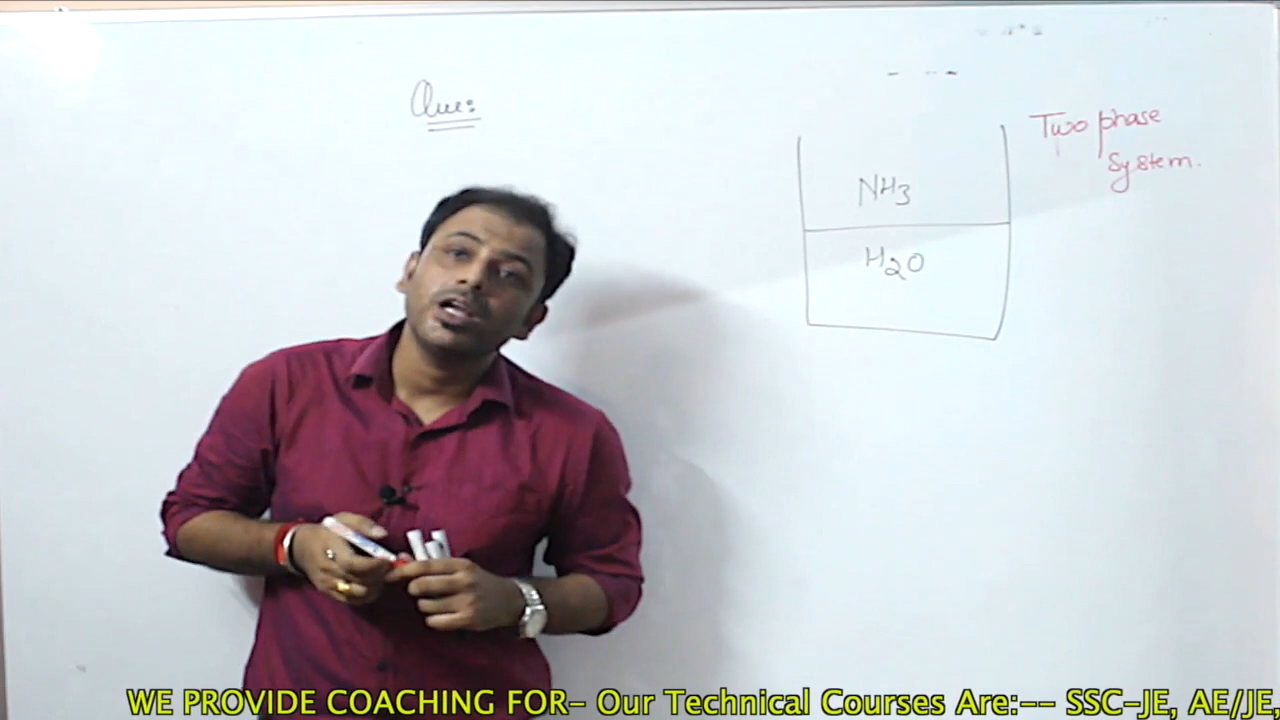 Que:
Two phase
System.
NH3
H2O
WE PROVIDE COACHING FOR- Our Technical Courses Are:-- SSC-JE, AE/JE,